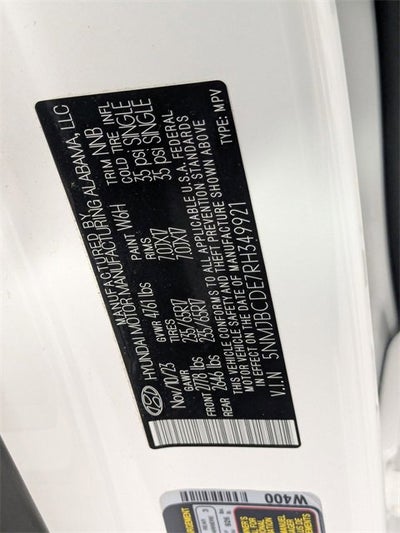 MANUFACTURED BY
HYUNDAI MOTOR MANUFACTURING ALABAMA, LLC
Nov/10/23 GVWR 4761 lbs PAINT VW6H TRIM NNB
GAWR TIRES RIMS COLD TIRE INFL
FRONT 2778 lbs 235/65R17 7.0JX17 35 psi SINGLE
REAR 2646 lbs 235/65R17 7.0JX17 35 psi SINGLE
THIS VEHICLE CONFORMS TO ALL APPLICABLE U.S.A. FEDERAL
MOTOR VEHICLE SAFETY AND THEFT PREVENTION STANDARDS
IN EFFECT ON THE DATE OF MANUFACTURE SHOWN ABOVE
V.I.N 5NMJBCDE7RH349921 TYPE: MPV
W400